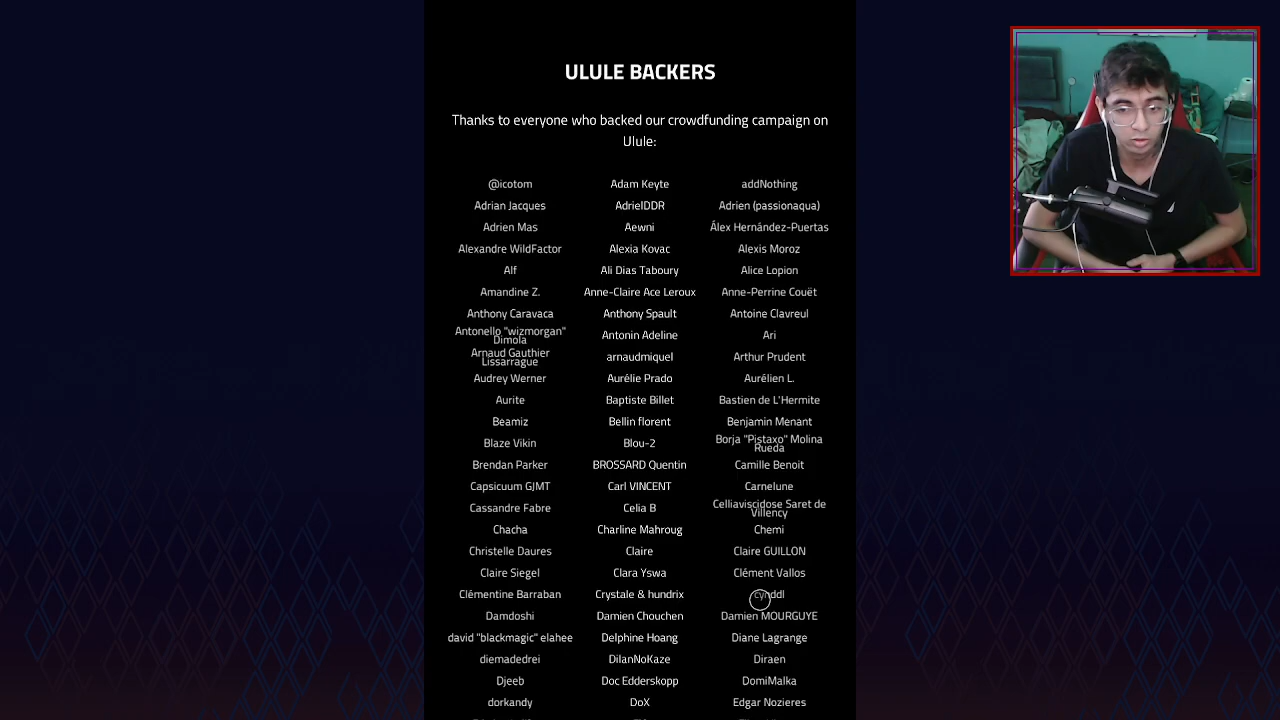 ULULE BACKERS
Thanks to everyone who backed our crowdfunding campaign on
Ulule:
@icotom Adam Keyte addNothing
Adrian Jacques AdrielDDR Adrien (passionaqua)
Adrien Mas Aewni Álex Hernández-Puertas
Alexandre WildFactor Alexia Kovac Alexis Moroz
Alf Ali Dias Taboury Alice Lopion
Amandine Z. Anne-Claire Ace Leroux Anne-Perrine Couët
Anthony Caravaca Anthony Spault Antoine Clavreul
Antonello "wizmorgan"
Dimola Antonin Adeline Ari
Arnaud Gauthier
Lissarrague arnaudmiquel Arthur Prudent
Audrey Werner Aurélie Prado Aurélien L.
Aurite Baptiste Billet Bastien de L'Hermite
Beamiz Bellin florent Benjamin Menant
Blaze Vikin Blou-2 Borja "Pistaxo" Molina
Rueda
Brendan Parker BROSSARD Quentin Camille Benoit
Capsicuum GJMT Carl VINCENT Carnelune
Cassandre Fabre Celia B Celliaviscidose Saret de
Villency
Chacha Charline Mahroug Chemi
Christelle Daures Claire Claire GUILLON
Claire Siegel Clara Yswa Clément Vallos
Clémentine Barraban Crystale & hundrix cynddl
Damdoshi Damien Chouchen Damien MOURGUYE
david "blackmagic" elahee Delphine Hoang Diane Lagrange
diemadedrei DilanNoKaze Diraen
Djeeb Doc Edderskopp DomiMalka
dorkandy DoX Edgar Nozieres